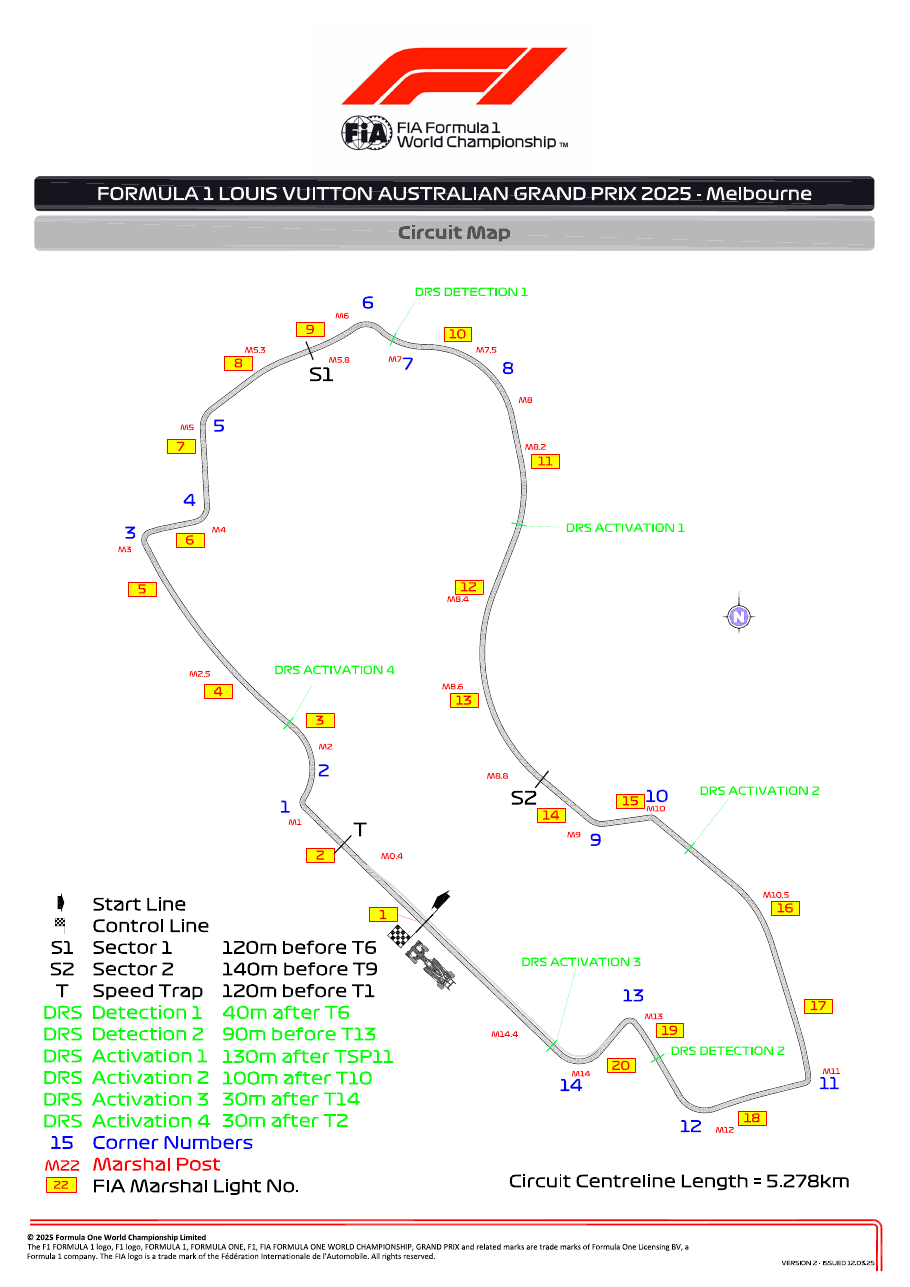 F1
FiA FIA Formula 1
World Championship ™
FORMULA 1 LOUIS VUITTON AUSTRALIAN GRAND PRIX 2025 - Melbourne
Circuit Map
DRS DETECTION 1
6
M6
9
10
M5.3
M5.8
M7
7
M7.5
8
8
S1
M8
M5
5
7
M8.2
11
4
3
M4
M3
6
DRS ACTIVATION 1
5
12
M8.4
N
DRS ACTIVATION 4
M2.5
4
M8.6
13
3
M2
2
M8.8
S2
DRS ACTIVATION 2
1
M1
15
10
M10
14
M9
9
T
2
M0.4
M10.5
16
1
DRS ACTIVATION 3
13
17
M13
19
M14.4
DRS DETECTION 2
20
M14
14
M11
11
18
12
M12
Start Line
Control Line
S1 Sector 1 120m before T6
S2 Sector 2 140m before T9
T Speed Trap 120m before T1
DRS Detection 1 40m after T6
DRS Detection 2 90m before T13
DRS Activation 1 130m after TSP11
DRS Activation 2 100m after T10
DRS Activation 3 30m after T14
DRS Activation 4 30m after T2
15 Corner Numbers
M22 Marshal Post
22 FIA Marshal Light No.
Circuit Centreline Length = 5.278km
© 2025 Formula One World Championship Limited
The F1 FORMULA 1 logo, F1 logo, FORMULA 1, FORMULA ONE, F1, FIA FORMULA ONE WORLD CHAMPIONSHIP, GRAND PRIX and related marks are trade marks of Formula One Licensing BV, a
Formula 1 company. The FIA logo is a trade mark of the Fédération Internationale de l'Automobile. All rights reserved.
VERSION 2 - ISSUED 12.03.25